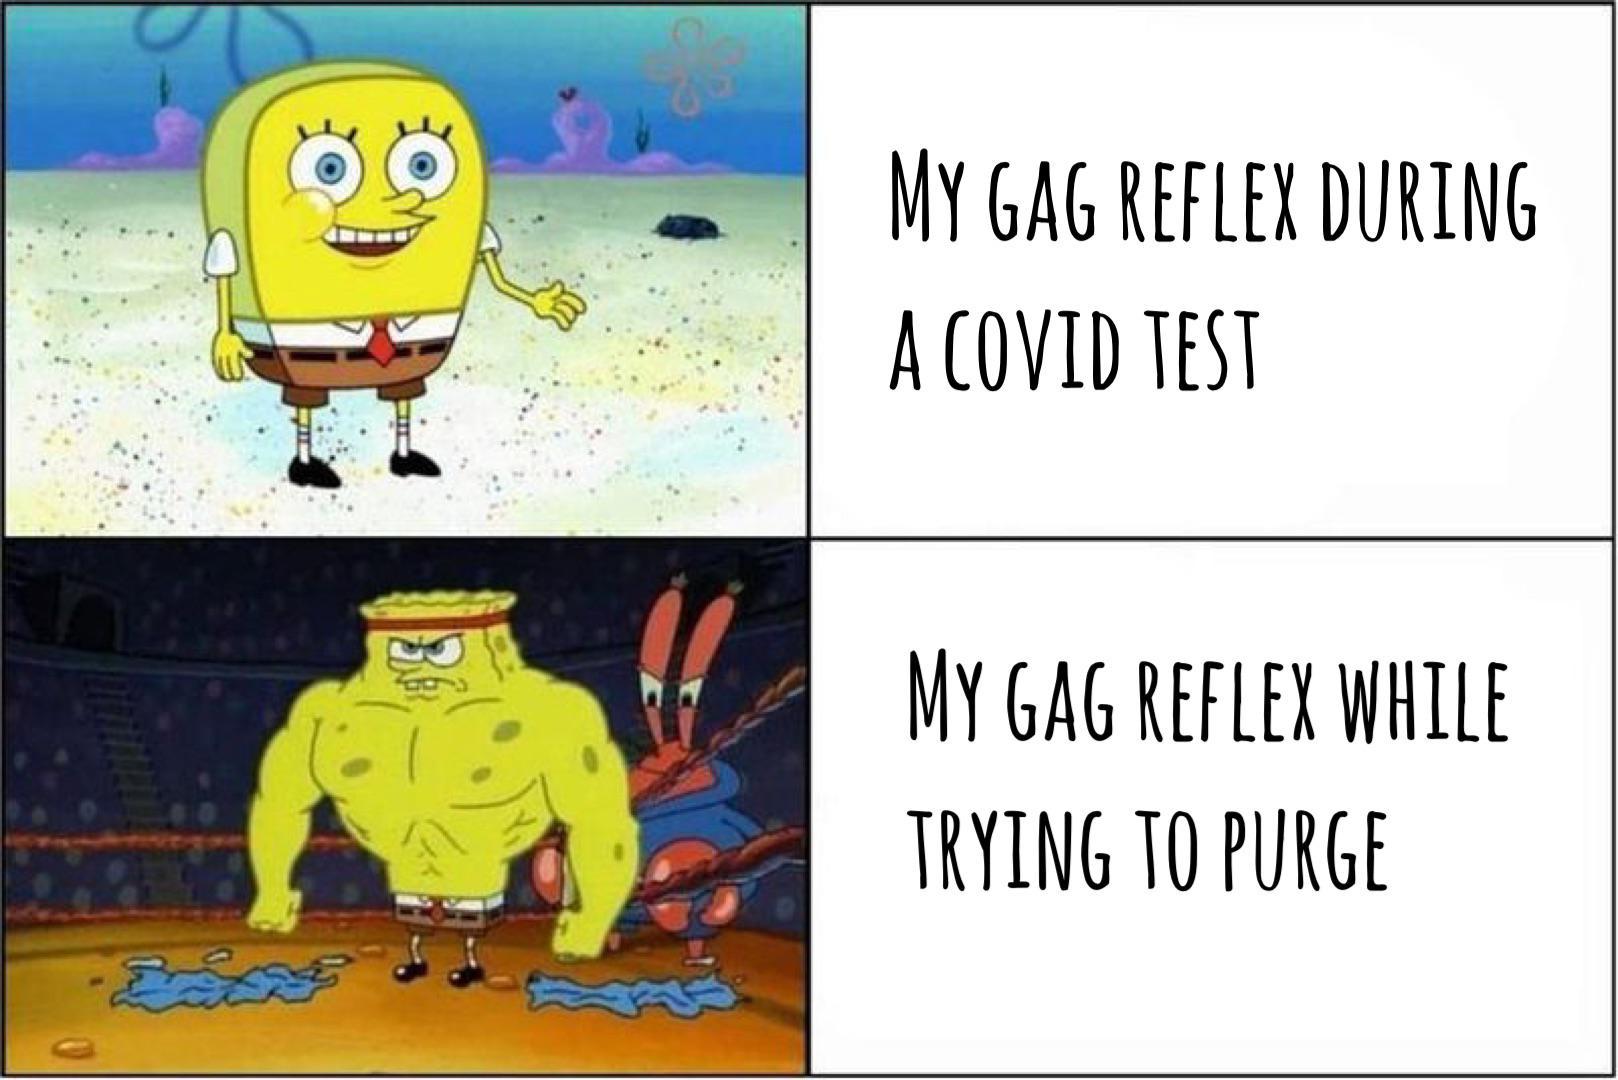 My gag reflex during
a covid test
My gag reflex while
trying to purge